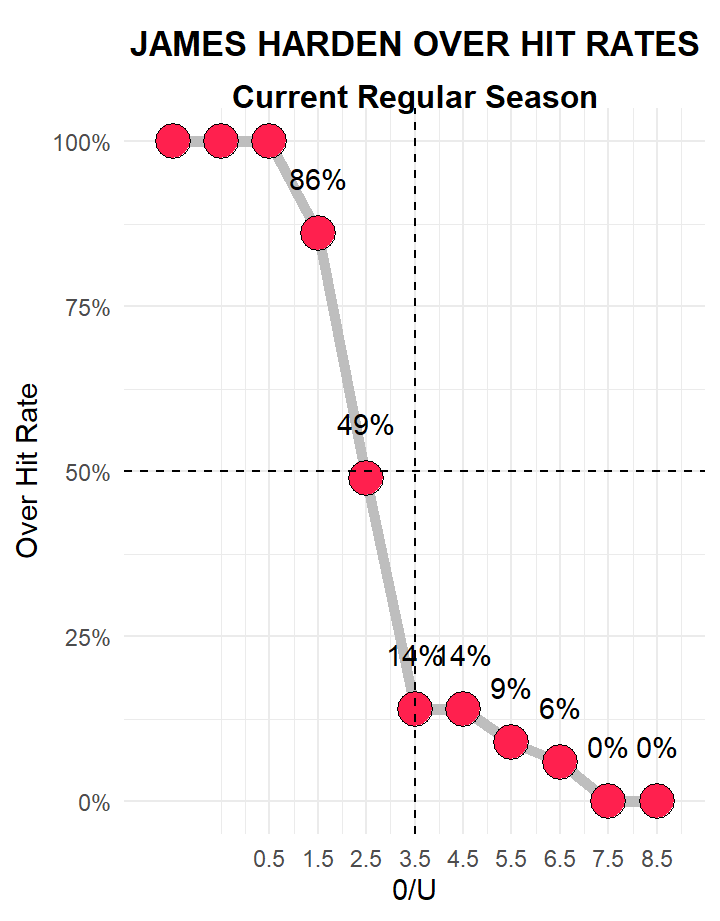 JAMES HARDEN OVER HIT RATES
Current Regular Season
Over Hit Rate
100%
75%
50%
25%
0%
86%
49%
14%
14%
9%
6%
0%
0%
0.5 1.5 2.5 3.5 4.5 5.5 6.5 7.5 8.5
0/U